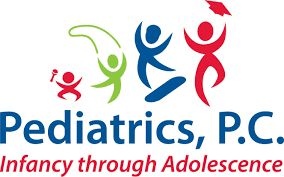 Pediatrics, P.C.
Infancy through Adolescence